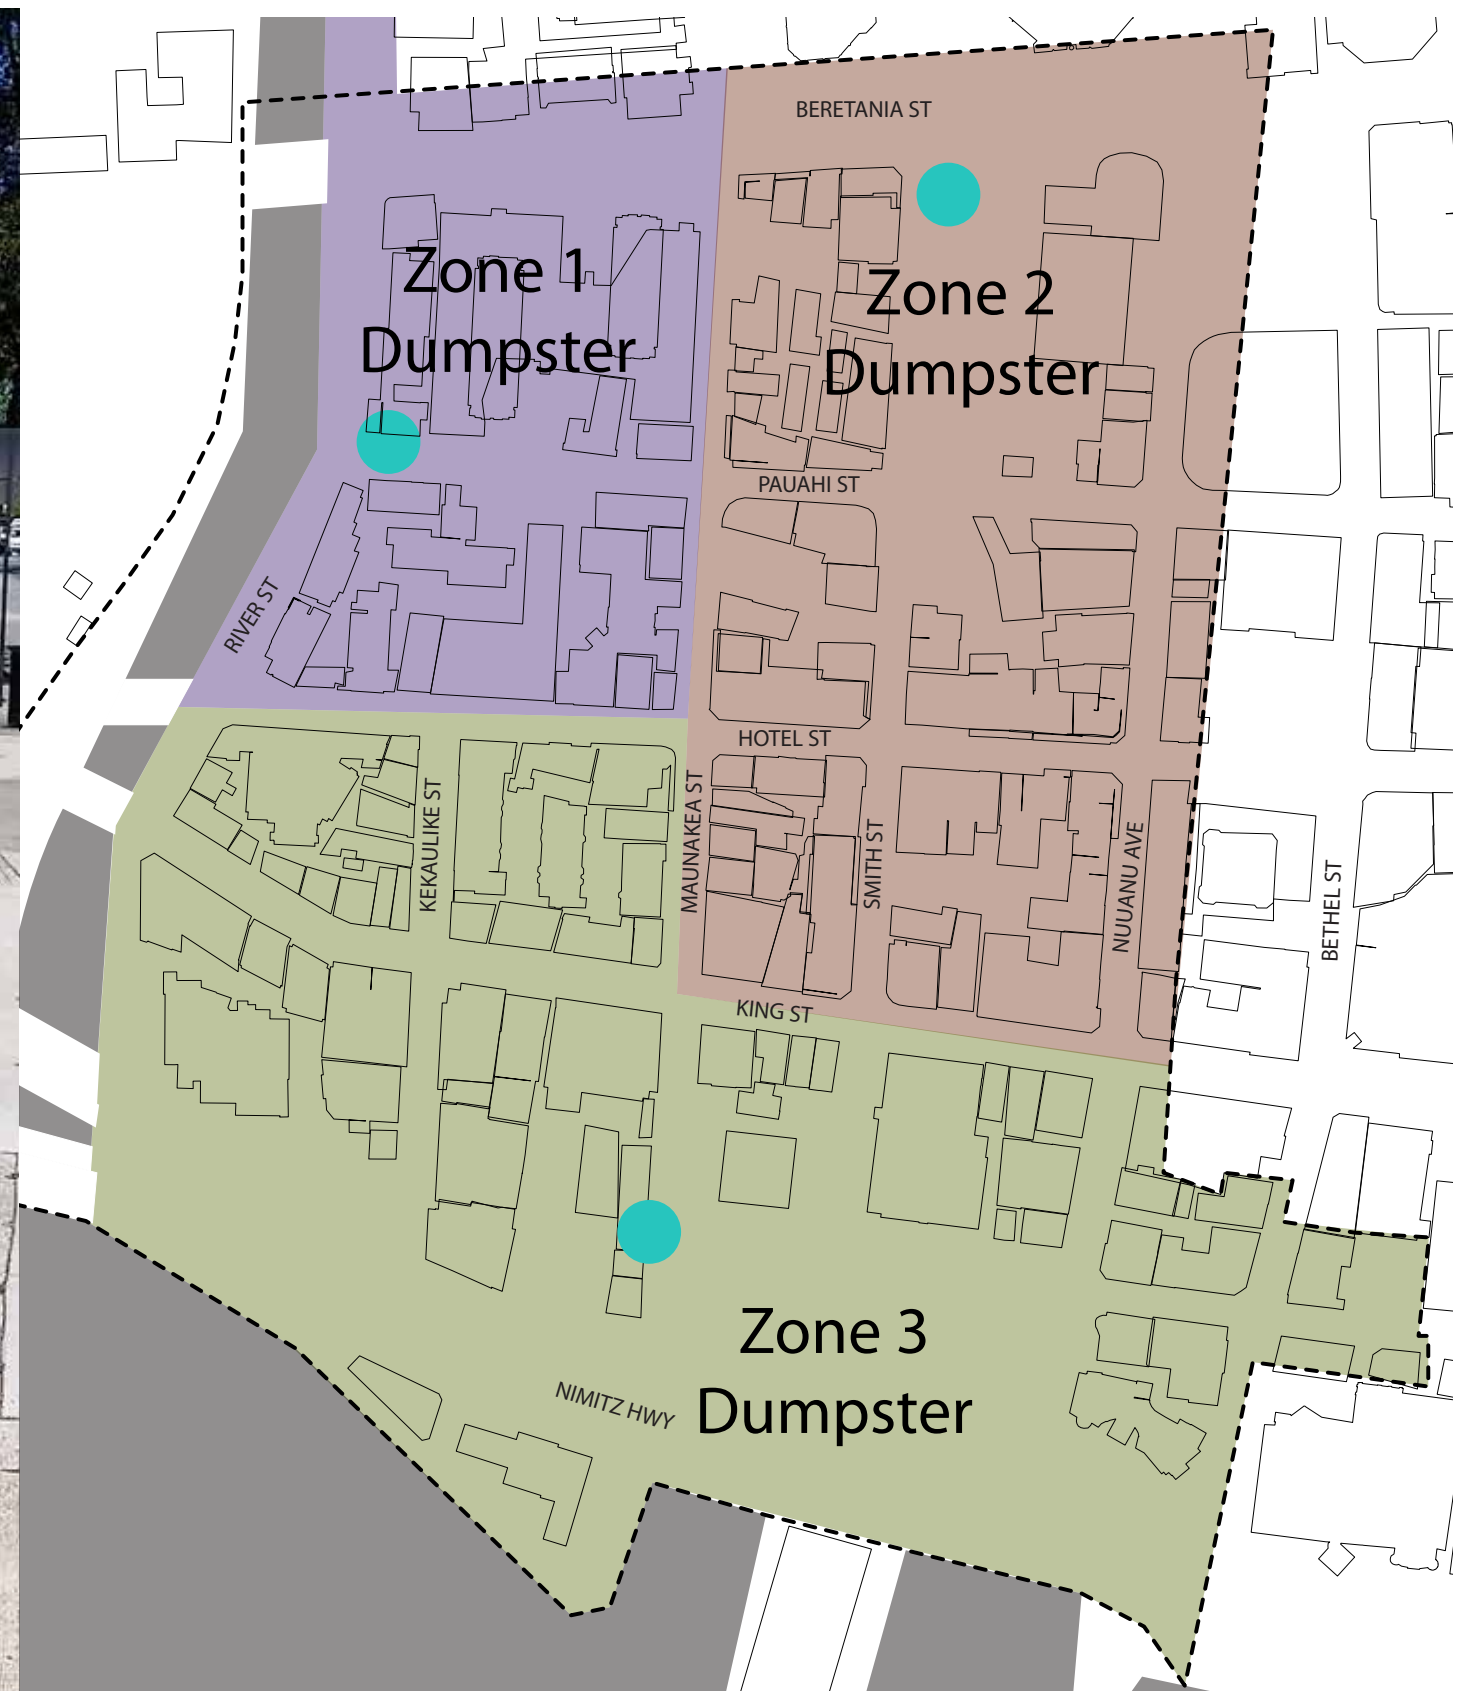 BERETANIA ST
Zone 1
Dumpster
Zone 2
Dumpster
PAUAHI ST
RIVER ST
HOTEL ST
KEKAULIKE ST
MAUNAKEA ST
SMITH ST
NUUANU AVE
BETHEL ST
KING ST
Zone 3
Dumpster
NIMITZ HWY